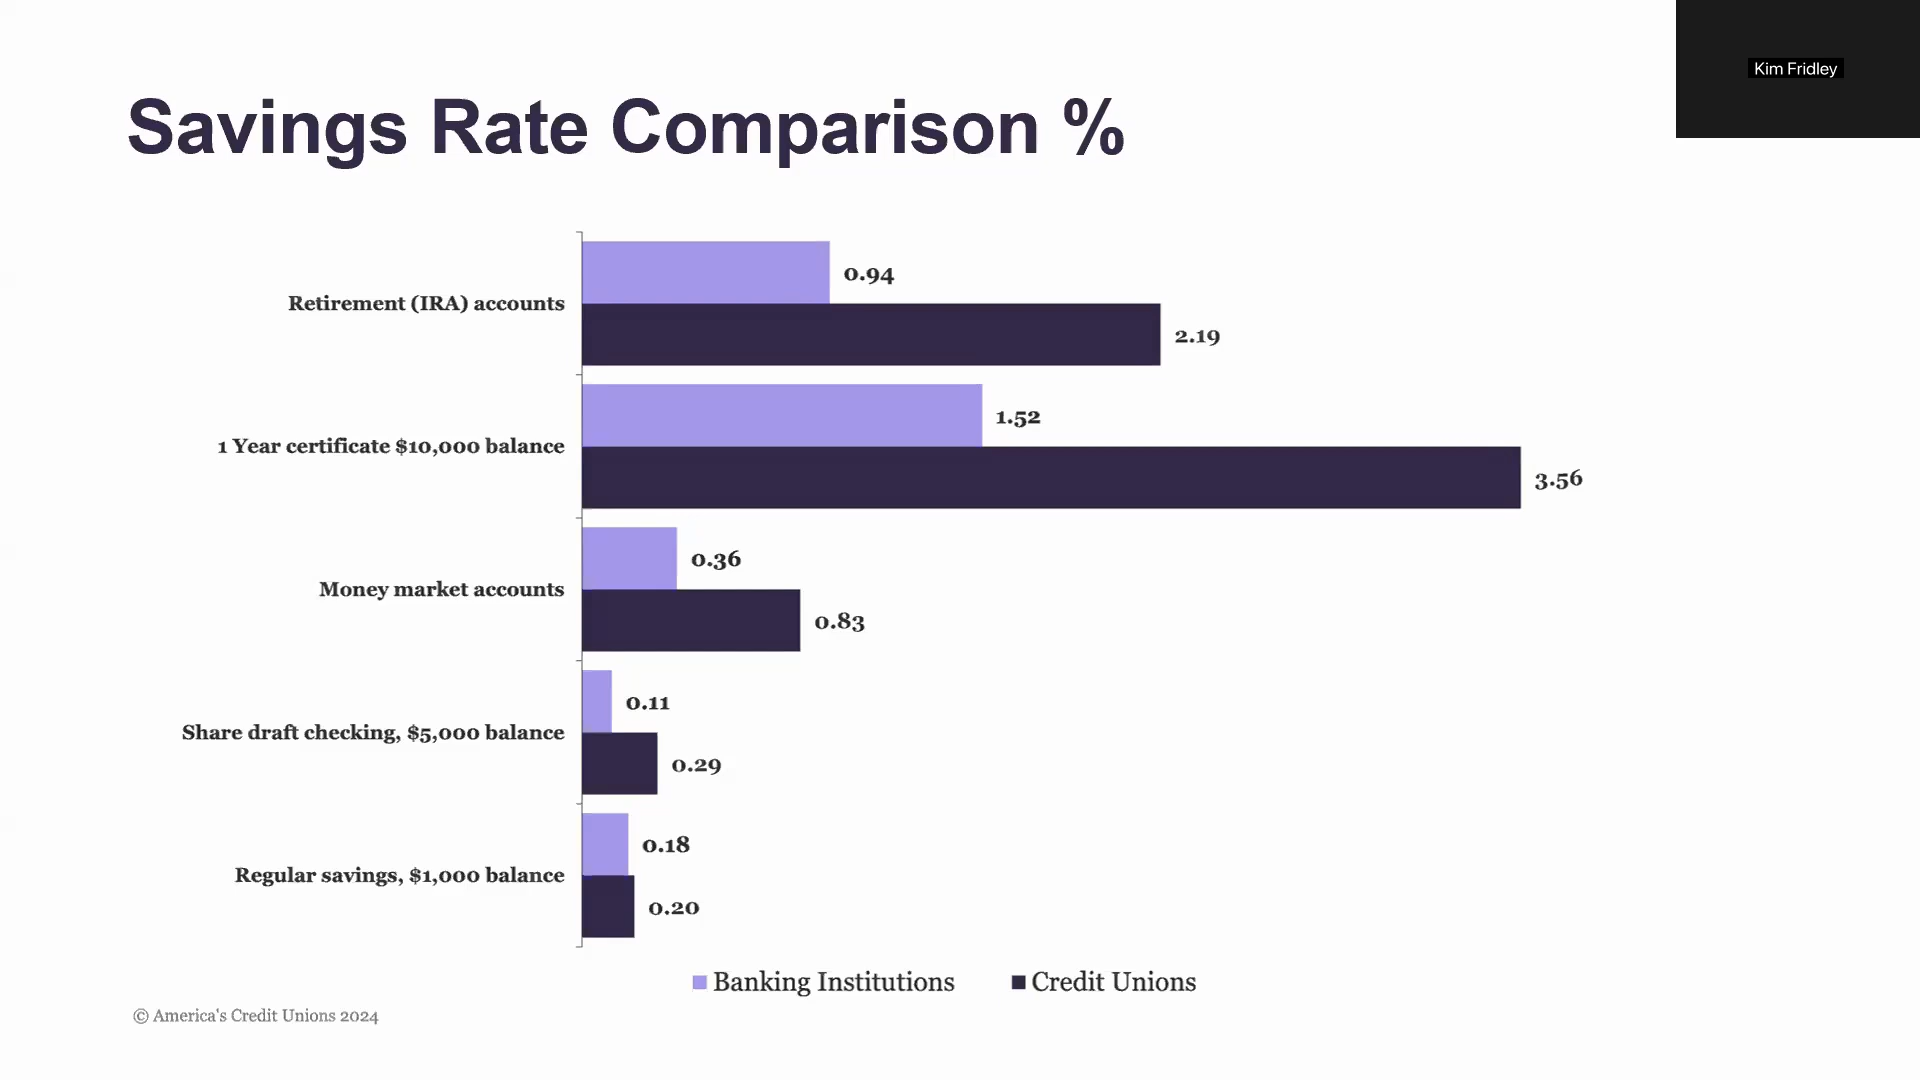 Kim Fridley
Savings Rate Comparison %
Retirement (IRA) accounts
0.94
2.19
1 Year certificate $10,000 balance
1.52
3.56
Money market accounts
0.36
0.83
Share draft checking, $5,000 balance
0.11
0.29
Regular savings, $1,000 balance
0.18
0.20
Banking Institutions Credit Unions
© America's Credit Unions 2024